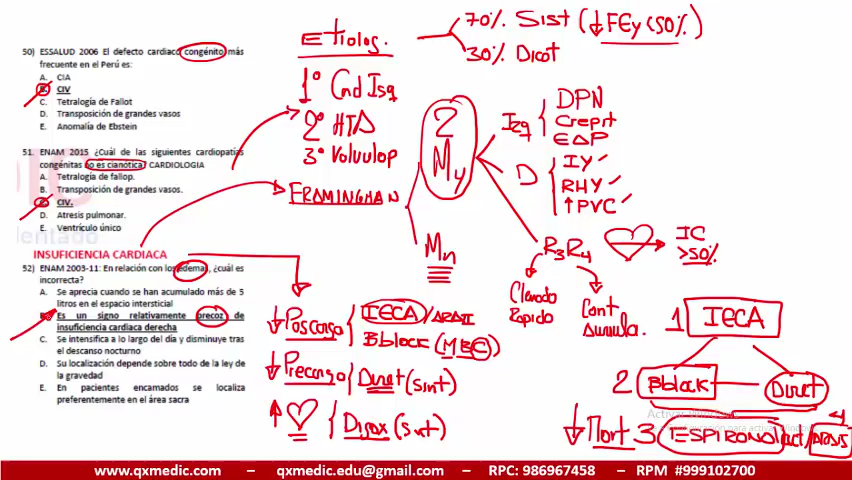 50) ESSALUD 2006 El defecto cardiaco congénito más
frecuente en el Perú es:
A. CIA
B. CIV
C. Tetralogía de Fallot
D. Transposición de grandes vasos
E. Anomalía de Ebstein
51. ENAM 2015 ¿Cuál de las siguientes cardiopatías
congénitas no es cianótica? CARDIOLOGIA
A. Tetralogía de fallop.
B. Transposición de grandes vasos.
C. CIV.
D. Atresis pulmonar.
E. Ventrículo único
INSUFICIENCIA CARDIACA
52) ENAM 2003-11: En relación con los edemas, ¿cuál es
incorrecta?
A. Se aprecia cuando se han acumulado más de 5
litros en el espacio intersticial
B. Es un signo relativamente precoz de
insuficiencia cardiaca derecha
C. Se intensifica a lo largo del día y disminuye tras
el descanso nocturno
D. Su localización depende sobre todo de la ley de
la gravedad
E. En pacientes encamados se localiza
preferentemente en el área sacra
Etiolog.
70% Sist (↓FEy<50%)
30% Diast
1° Cnd Isq
2° HTA
3° Valvulop
FRAMINGHAN
2 My
Mn
Izq
DPN
Crepit
EAP
D
IY
RHY
↑PVC
R3R4
IC
>50%
Llenado
Rapido
Cont
↓Poscarga
IECA/ARAII
Bblock (MBC)
↓Precarga
Diuret (sint)
↑
Digox (sint)
1 IECA
2 Bblock
Diuret
↓Mort 3
4
Activar Windows
www.qxmedic.com – qxmedic.edu@gmail.com – RPC: 986967458 – RPM #999102700